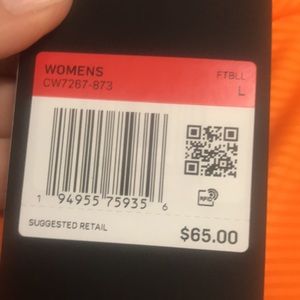 WOMENS FTBLL
CW7267-873 L
1 94955 75935 6
RFID
SUGGESTED RETAIL
$65.00